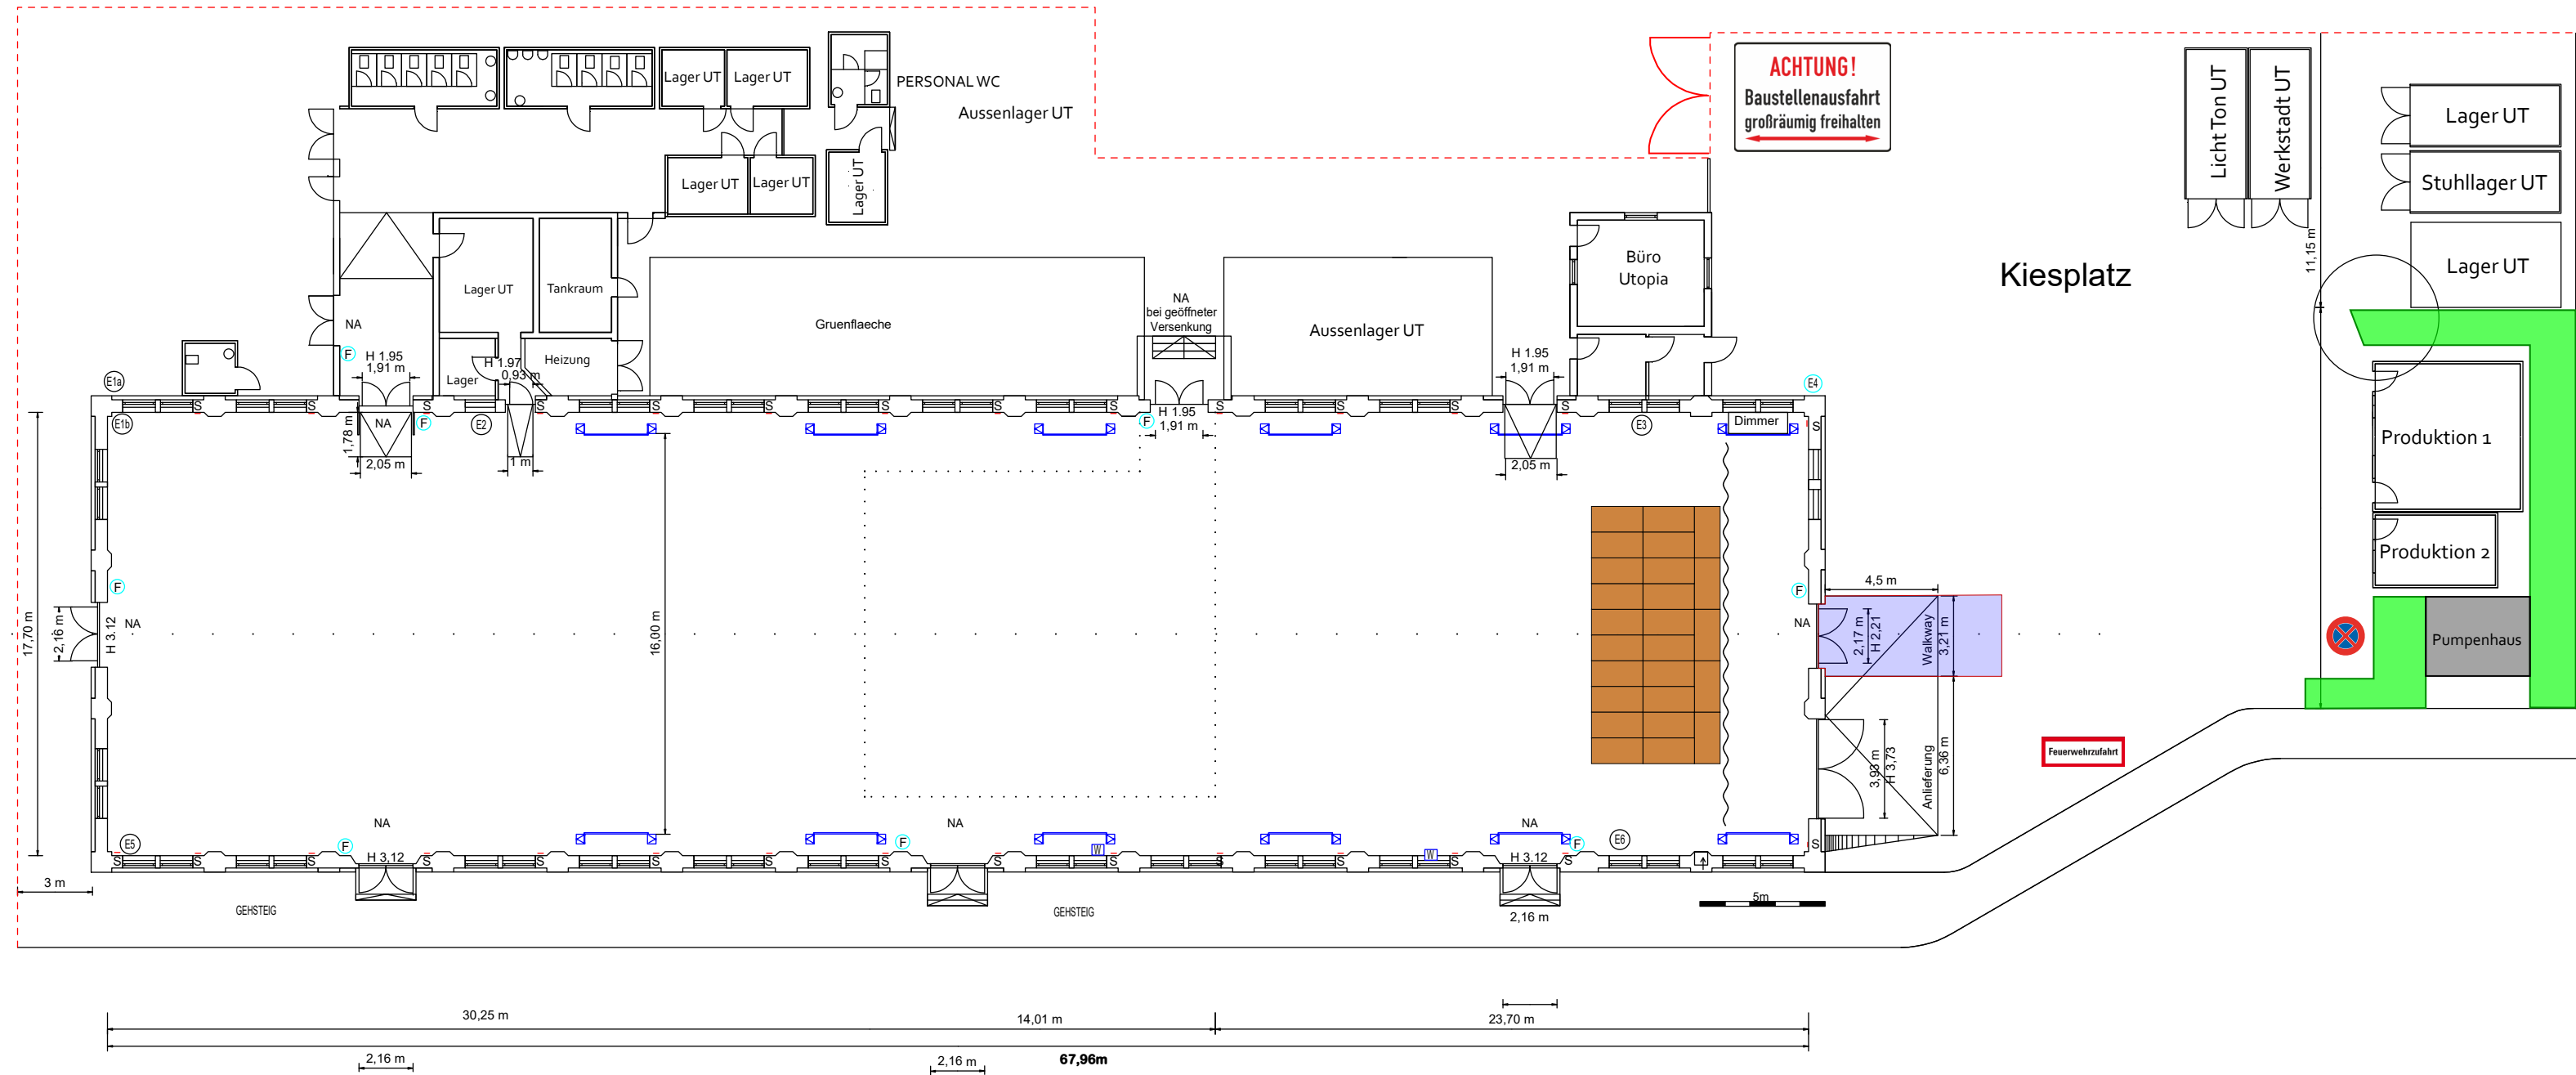 ACHTUNG!
Baustellenausfahrt
großräumig freihalten
Lager UT
Lager UT
PERSONAL WC
Aussenlager UT
Lager UT
Lager UT
Lager UT
Licht Ton UT
Werkstadt UT
Lager UT
Stuhllager UT
Lager UT
11,15 m
Kiesplatz
Büro
Utopia
Lager UT
Tankraum
Gruenflaeche
NA
bei geöffneter
Versenkung
Aussenlager UT
NA
F
H 1.95
1,91 m
Lager
H 1.97
0,93 m
Heizung
H 1.95
1,91 m
E1a
E4
E1b
S
S
NA
F
S
E2
S
S
S
S
S
S
F
H 1.95
1,91 m
S
S
S
S
E3
Dimmer
S
1,78 m
2,05 m
1 m
2,05 m
Produktion 1
Produktion 2
Pumpenhaus
17,70 m
2,16 m
H 3.12
NA
F
16,00 m
F
NA
4,5 m
2,17 m
H 2,21
Walkway
3,21 m
3,93 m
H 3,73
Anlieferung
6,36 m
Feuerwehrzufahrt
NA
NA
NA
E5
F
F
F
E6
S
S
S
S
H 3,12
S
S
S
S
S
S
W
S
S
S
W
S
H 3.12
S
S
3 m
GEHSTEIG
GEHSTEIG
2,16 m
5m
30,25 m
14,01 m
23,70 m
2,16 m
2,16 m
67,96m